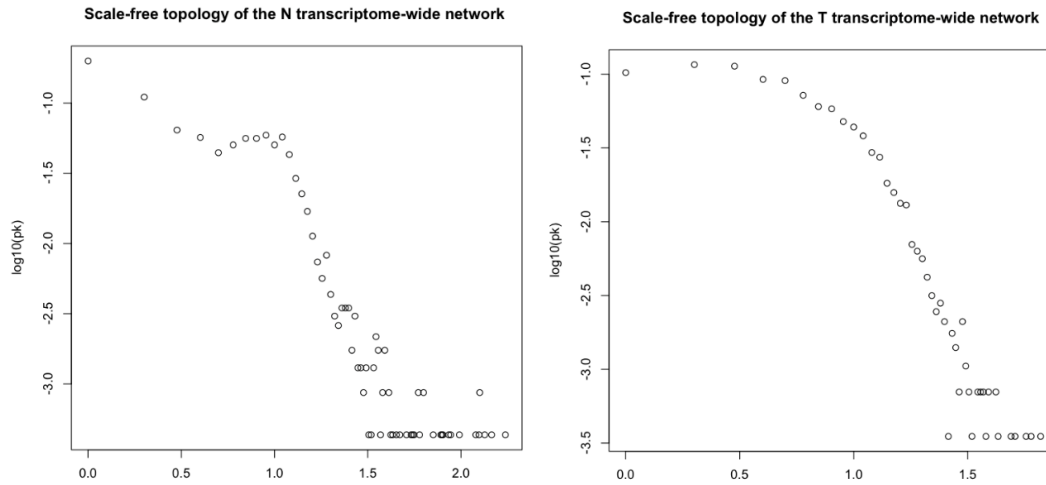 Scale-free topology of the N transcriptome-wide network
-1.0
-1.5
-2.0
-2.5
-3.0
log10(pk)
0.0 0.5 1.0 1.5 2.0
Scale-free topology of the T transcriptome-wide network
-1.0
-1.5
-2.0
-2.5
-3.0
-3.5
log10(pk)
0.0 0.5 1.0 1.5